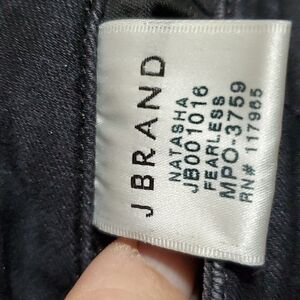 J BRAND
NATASHA
JB001016
FEARLESS
MPO-3759
RN# 117965